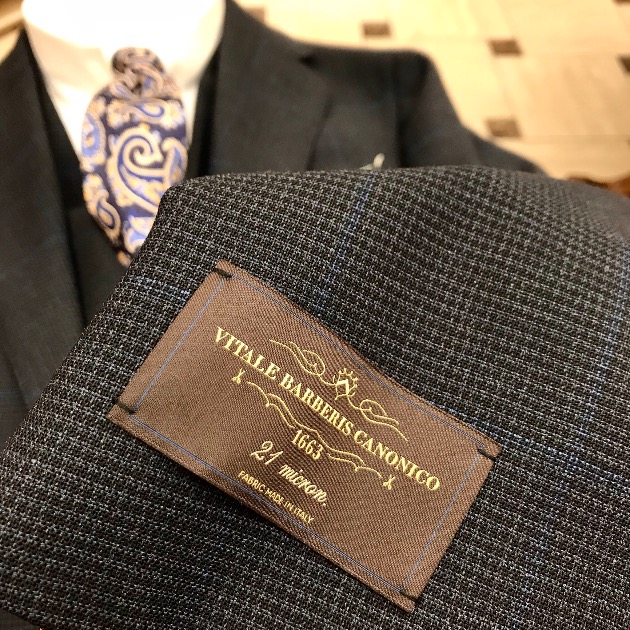 VITALE BARBERIS CANONICO
1663
21 micron.
FABRIC MADE IN ITALY